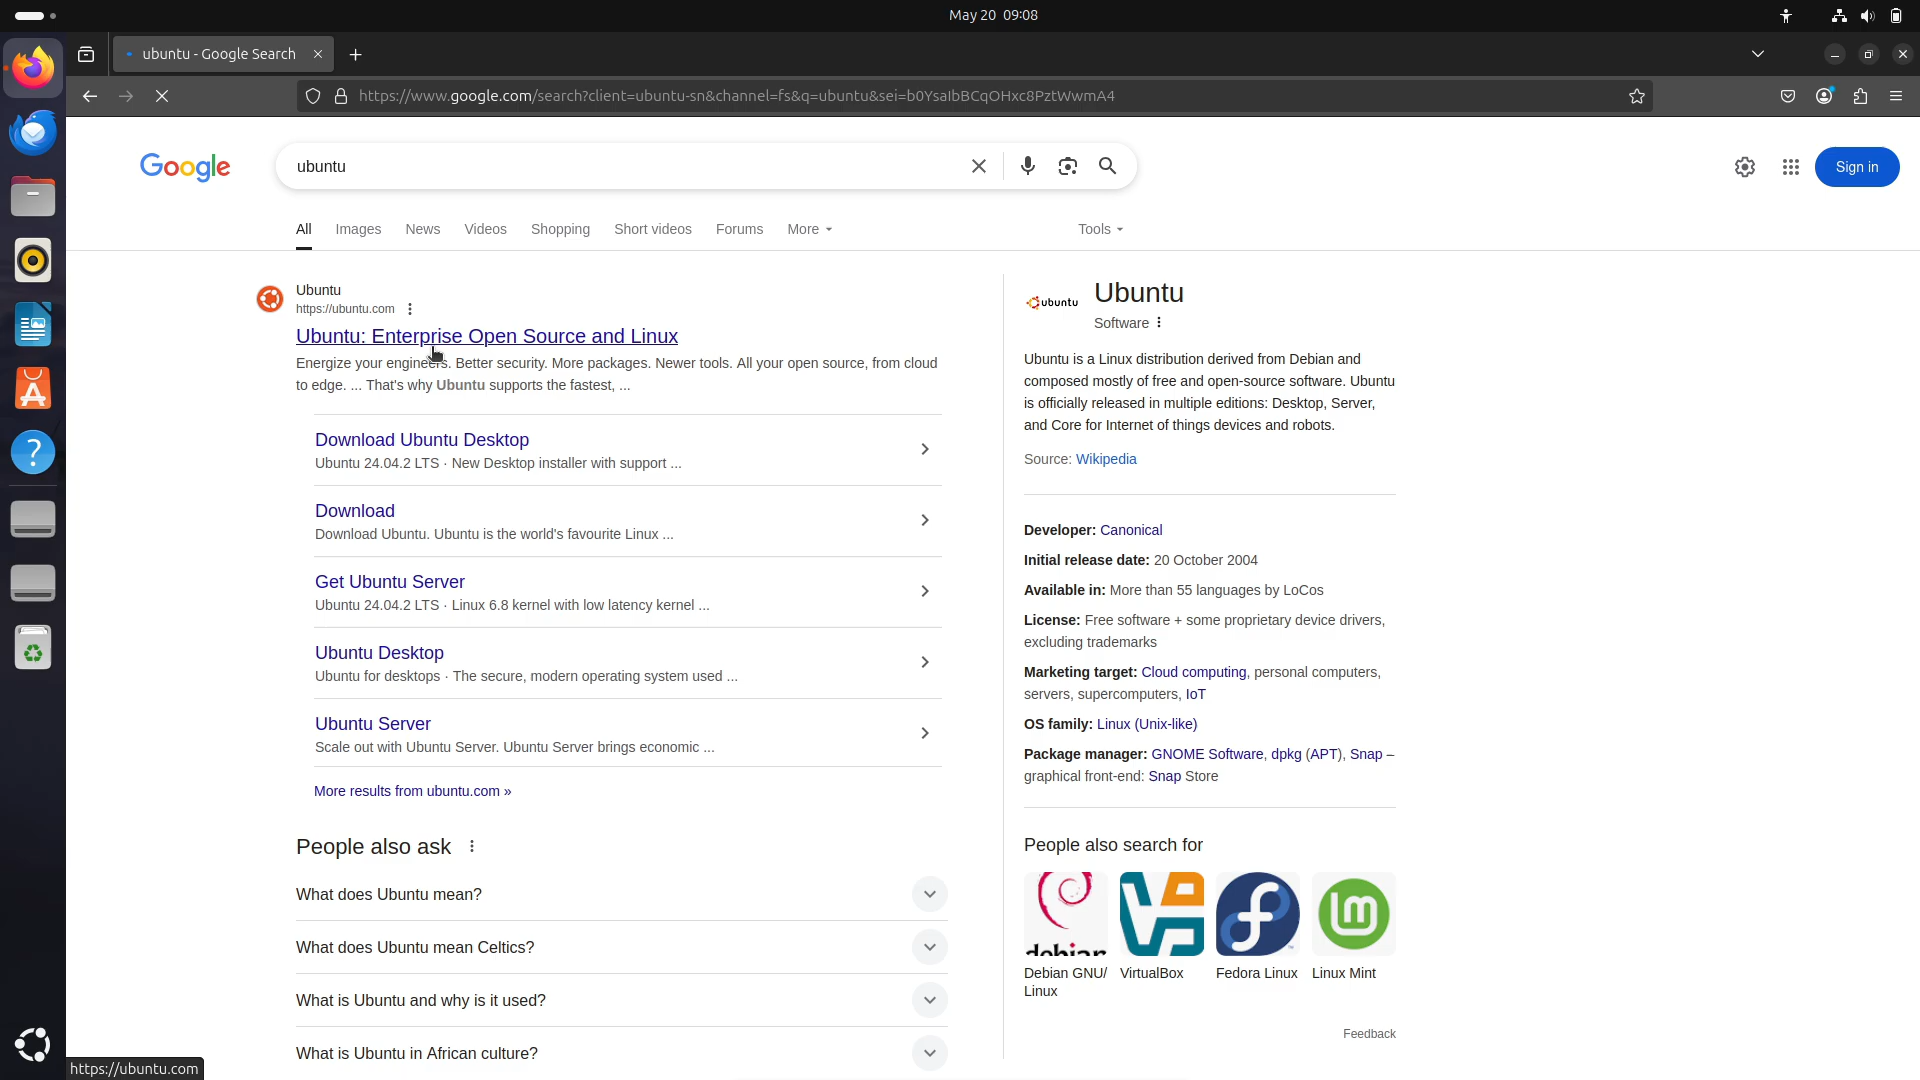 May 20 09:08
ubuntu - Google Search
https://www.google.com/search?client=ubuntu-sn&channel=fs&q=ubuntu&sei=b0YsaIbBCqOHxc8PztWwmA4
Google
ubuntu
Sign in
All
Images
News
Videos
Shopping
Short videos
Forums
More
Tools
Ubuntu
https://ubuntu.com
Ubuntu: Enterprise Open Source and Linux
Energize your engineers. Better security. More packages. Newer tools. All your open source, from cloud
to edge. ... That's why Ubuntu supports the fastest, ...
Download Ubuntu Desktop
Ubuntu 24.04.2 LTS · New Desktop installer with support ...
Download
Download Ubuntu. Ubuntu is the world's favourite Linux ...
Get Ubuntu Server
Ubuntu 24.04.2 LTS · Linux 6.8 kernel with low latency kernel ...
Ubuntu Desktop
Ubuntu for desktops · The secure, modern operating system used ...
Ubuntu Server
Scale out with Ubuntu Server. Ubuntu Server brings economic ...
More results from ubuntu.com »
People also ask
What does Ubuntu mean?
What does Ubuntu mean Celtics?
What is Ubuntu and why is it used?
What is Ubuntu in African culture?
ubuntu
Ubuntu
Software
Ubuntu is a Linux distribution derived from Debian and
composed mostly of free and open-source software. Ubuntu
is officially released in multiple editions: Desktop, Server,
and Core for Internet of things devices and robots.
Source: Wikipedia
Developer: Canonical
Initial release date: 20 October 2004
Available in: More than 55 languages by LoCos
License: Free software + some proprietary device drivers,
excluding trademarks
Marketing target: Cloud computing, personal computers,
servers, supercomputers, IoT
OS family: Linux (Unix-like)
Package manager: GNOME Software, dpkg (APT), Snap –
graphical front-end: Snap Store
People also search for
debian
Debian GNU/
Linux
VirtualBox
Fedora Linux
Linux Mint
Feedback
https://ubuntu.com